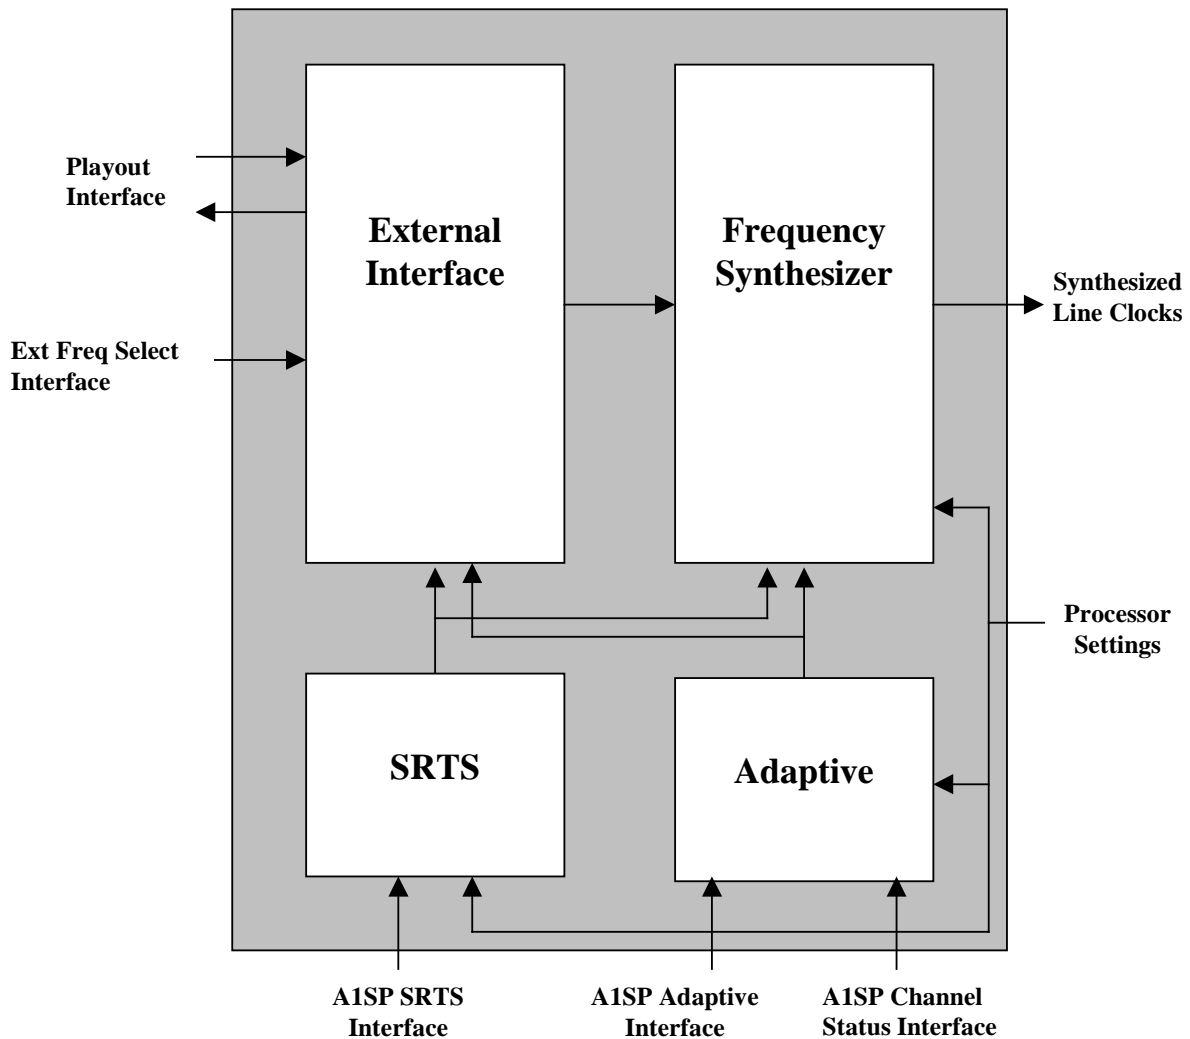 Playout
Interface
External
Interface
Frequency
Synthesizer
Synthesized
Line Clocks
Ext Freq Select
Interface
Processor
Settings
SRTS
Adaptive
A1SP SRTS
Interface
A1SP Adaptive
Interface
A1SP Channel
Status Interface